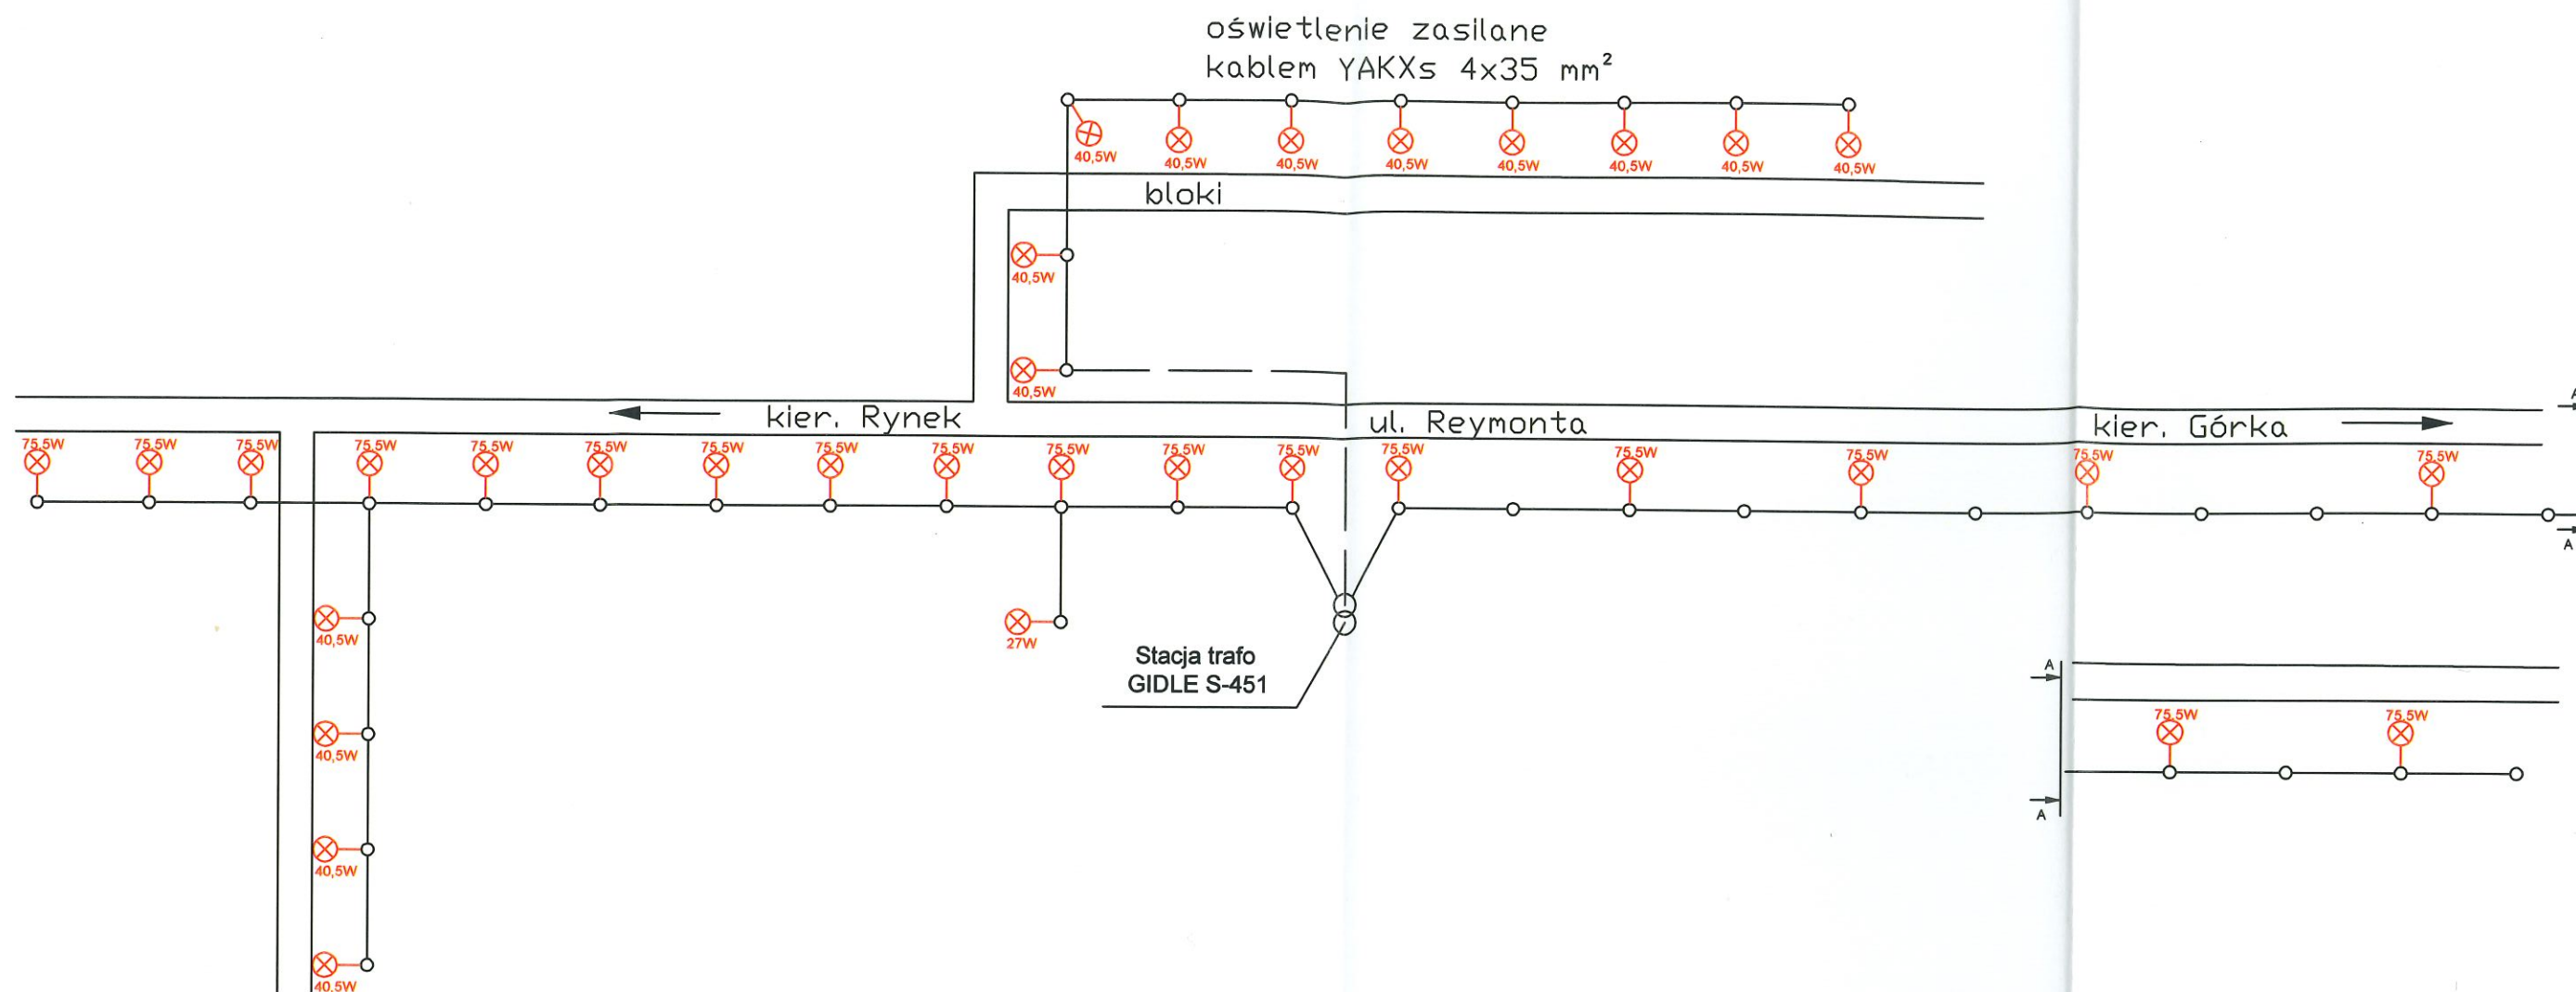 oświetlenie zasilane
kablem YAKXs 4x35 mm²
40,5W
40,5W 40,5W 40,5W 40,5W 40,5W 40,5W 40,5W
bloki
40,5W
40,5W
A
kier. Rynek ul. Reymonta kier. Górka
75.5W 75.5W 75.5W 75.5W 75.5W 75.5W 75.5W 75.5W 75.5W 75.5W 75.5W 75.5W 75.5W 75.5W 75.5W 75.5W 75.5W
A
40,5W
27W
Stacja trafo
GIDLE S-451
A
75.5W 75.5W
40,5W
A
40,5W
40,5W